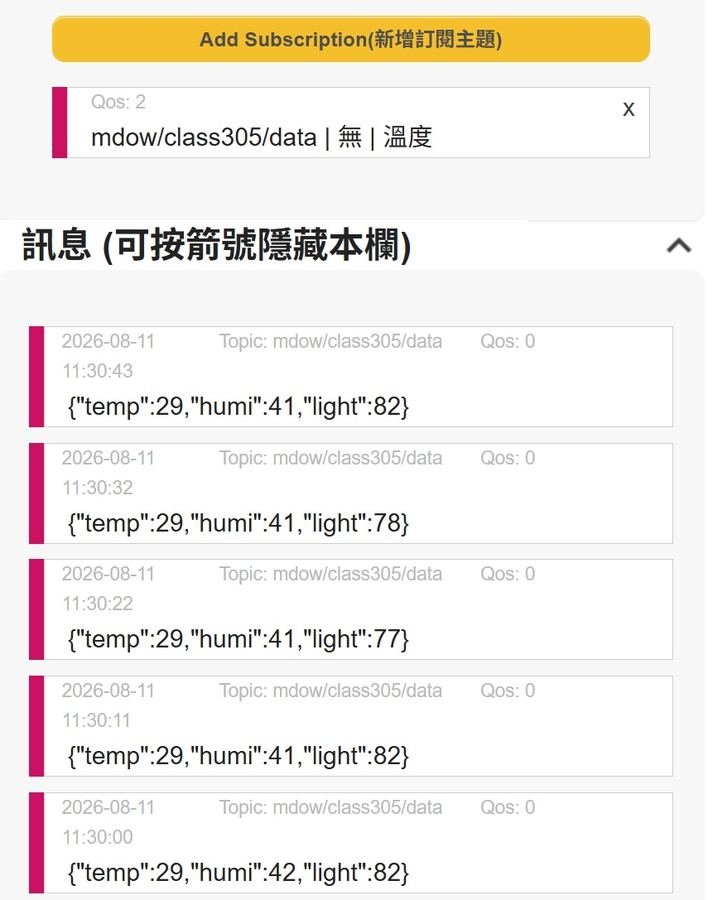 Add Subscription(新增訂閱主題)
Qos: 2
x
mdow/class305/data | 無 | 溫度
訊息 (可按箭號隱藏本欄)
2026-08-11 Topic: mdow/class305/data Qos: 0
11:30:43
{"temp":29,"humi":41,"light":82}
2026-08-11 Topic: mdow/class305/data Qos: 0
11:30:32
{"temp":29,"humi":41,"light":78}
2026-08-11 Topic: mdow/class305/data Qos: 0
11:30:22
{"temp":29,"humi":41,"light":77}
2026-08-11 Topic: mdow/class305/data Qos: 0
11:30:11
{"temp":29,"humi":41,"light":82}
2026-08-11 Topic: mdow/class305/data Qos: 0
11:30:00
{"temp":29,"humi":42,"light":82}